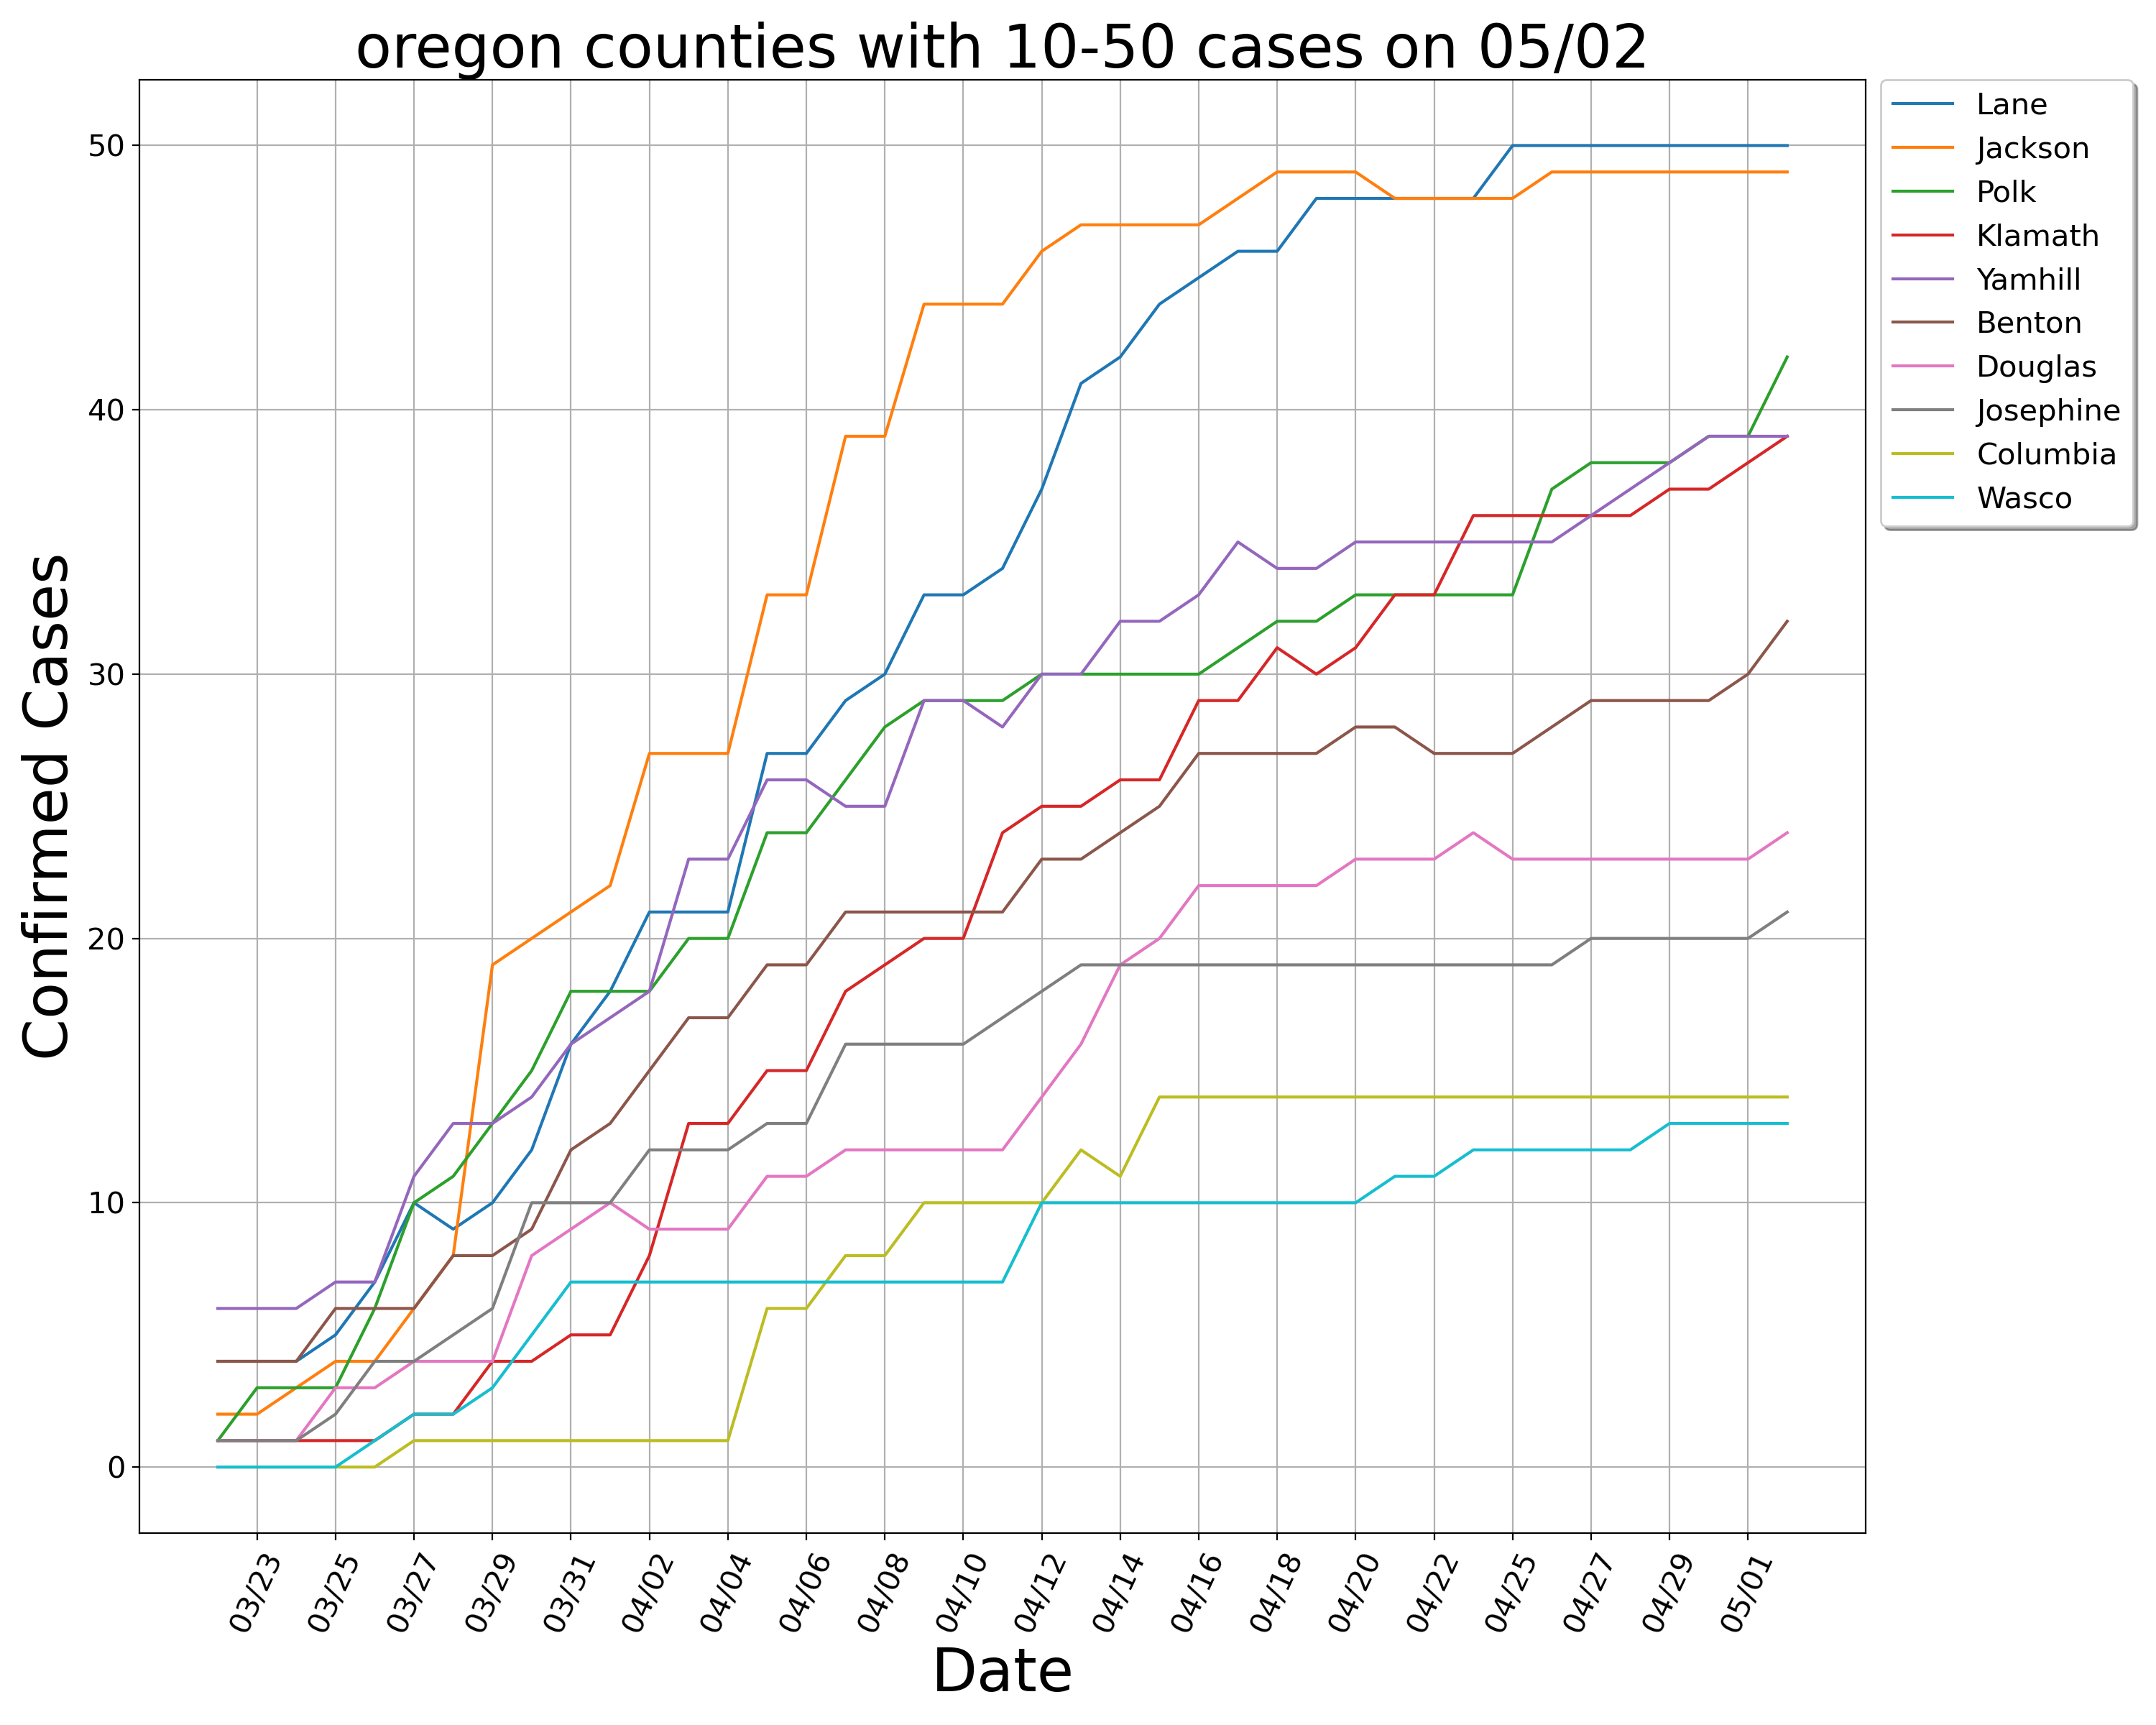 oregon counties with 10-50 cases on 05/02
Lane
Jackson
Polk
Klamath
Yamhill
Benton
Douglas
Josephine
Columbia
Wasco
Confirmed Cases
50
40
30
20
10
0
03/23
03/25
03/27
03/29
03/31
04/02
04/04
04/06
04/08
04/10
04/12
04/14
04/16
04/18
04/20
04/22
04/25
04/27
04/29
05/01
Date